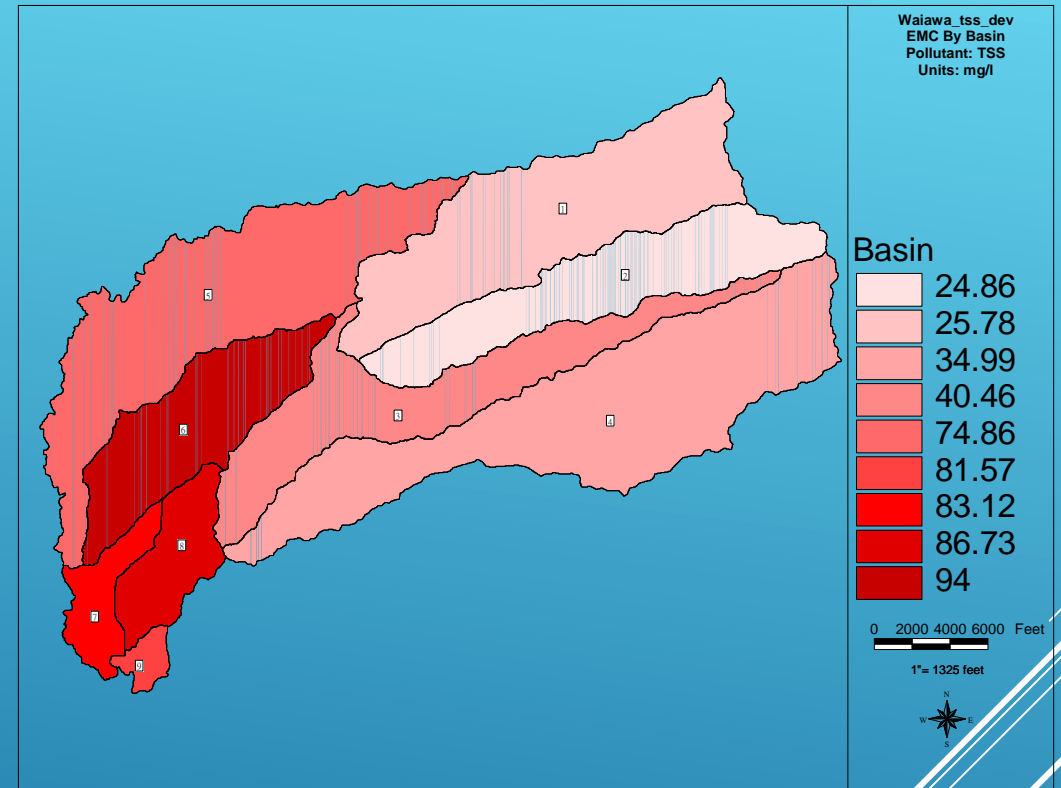 Waiawa_tss_dev
EMC By Basin
Pollutant: TSS
Units: mg/l
1
2
5
3
4
6
8
7
9
Basin
24.86
25.78
34.99
40.46
74.86
81.57
83.12
86.73
94
0 2000 4000 6000 Feet
1"= 1325 feet
N
W E
S